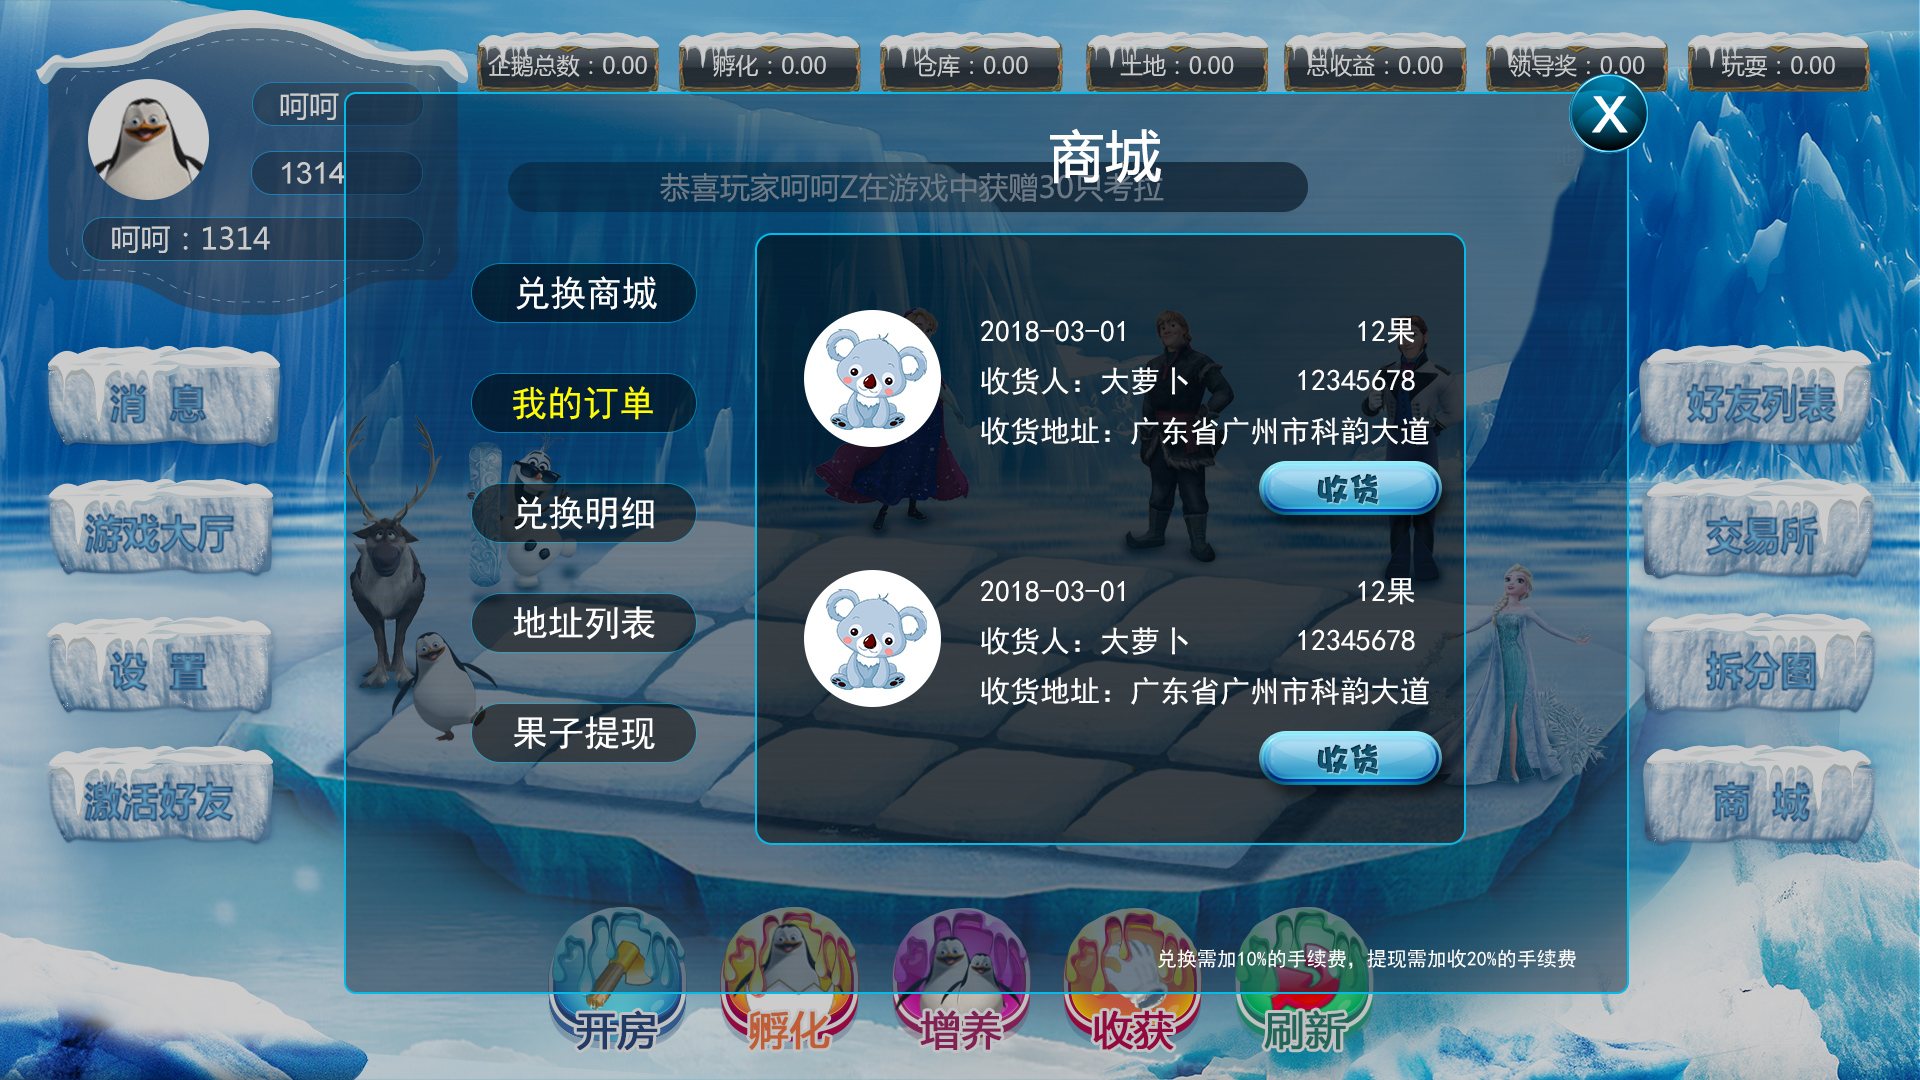 企鹅总数：0.00
孵化：0.00
仓库：0.00
土地：0.00
总收益：0.00
领导奖：0.00
玩耍：0.00
呵呵
1314
呵呵：1314
X
商城
恭喜玩家呵呵Z在游戏中获赠30只考拉
兑换商城
我的订单
兑换明细
地址列表
果子提现
2018-03-01
12果
收货人：大萝卜
12345678
收货地址：广东省广州市科韵大道
收货
2018-03-01
12果
收货人：大萝卜
12345678
收货地址：广东省广州市科韵大道
收货
消 息
游戏大厅
设 置
激活好友
好友列表
交易所
拆分图
商 城
兑换需加10%的手续费，提现需加收20%的手续费
开房
孵化
增养
收获
刷新